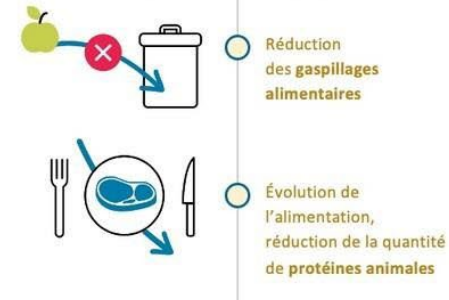 Réduction
des gaspillages
alimentaires
Évolution de
l'alimentation,
réduction de la quantité
de protéines animales